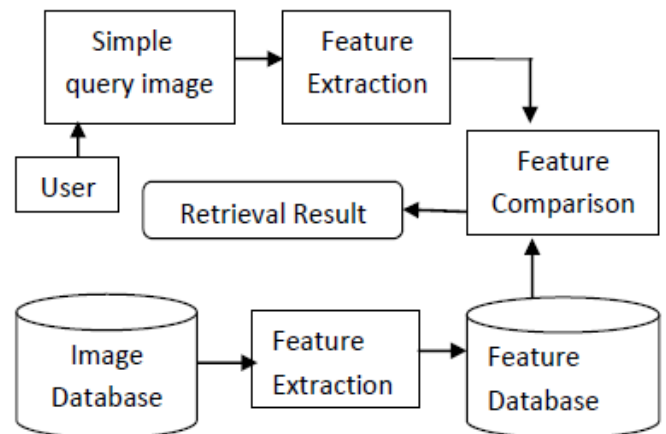 Simple
query image
Feature
Extraction
User
Feature
Comparison
Retrieval Result
Image
Database
Feature
Extraction
Feature
Database